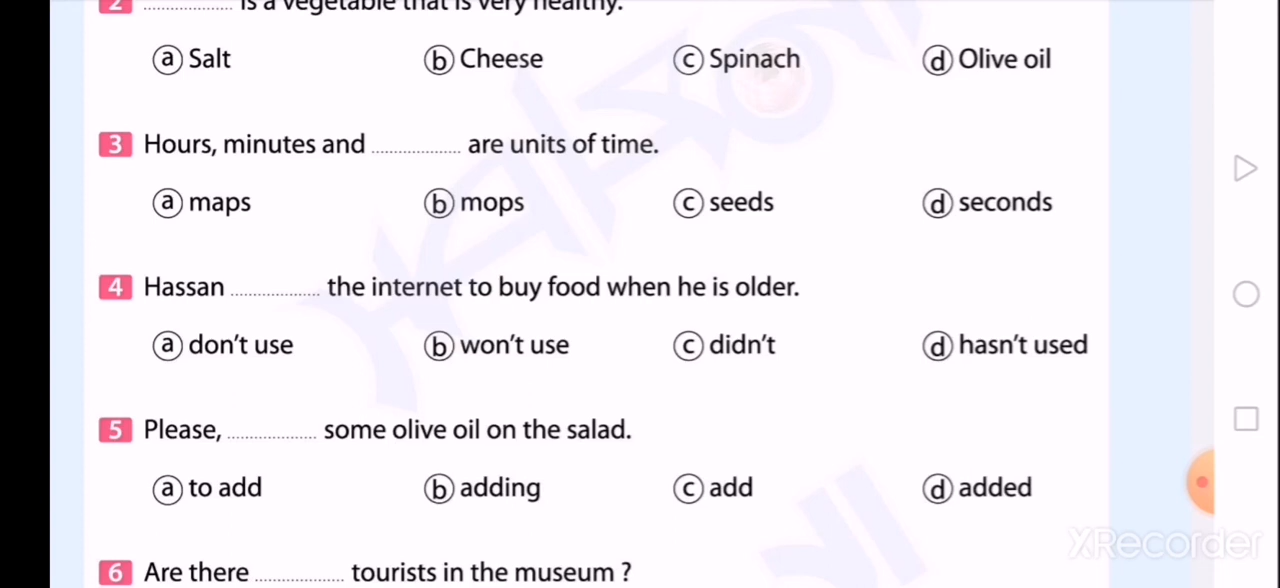 2 ................ is a vegetable that is very healthy.
a Salt b Cheese c Spinach d Olive oil
3 Hours, minutes and ................ are units of time.
a maps b mops c seeds d seconds
4 Hassan ................ the internet to buy food when he is older.
a don't use b won't use c didn't d hasn't used
5 Please, ................ some olive oil on the salad.
a to add b adding c add d added
XRecorder
6 Are there ................ tourists in the museum ?